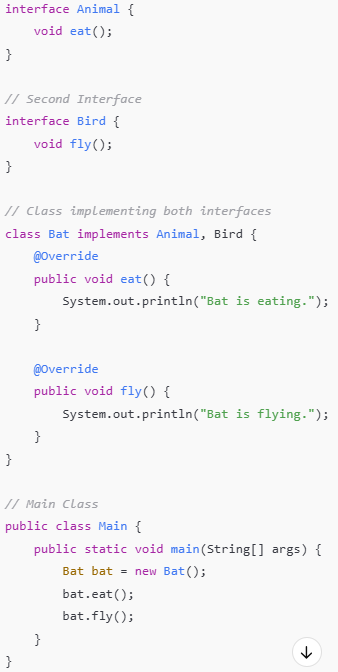 interface Animal {
    void eat();
}

// Second Interface
interface Bird {
    void fly();
}

// Class implementing both interfaces
class Bat implements Animal, Bird {
    @Override
    public void eat() {
        System.out.println("Bat is eating.");
    }

    @Override
    public void fly() {
        System.out.println("Bat is flying.");
    }
}

// Main Class
public class Main {
    public static void main(String[] args) {
        Bat bat = new Bat();
        bat.eat();
        bat.fly();
    }
}